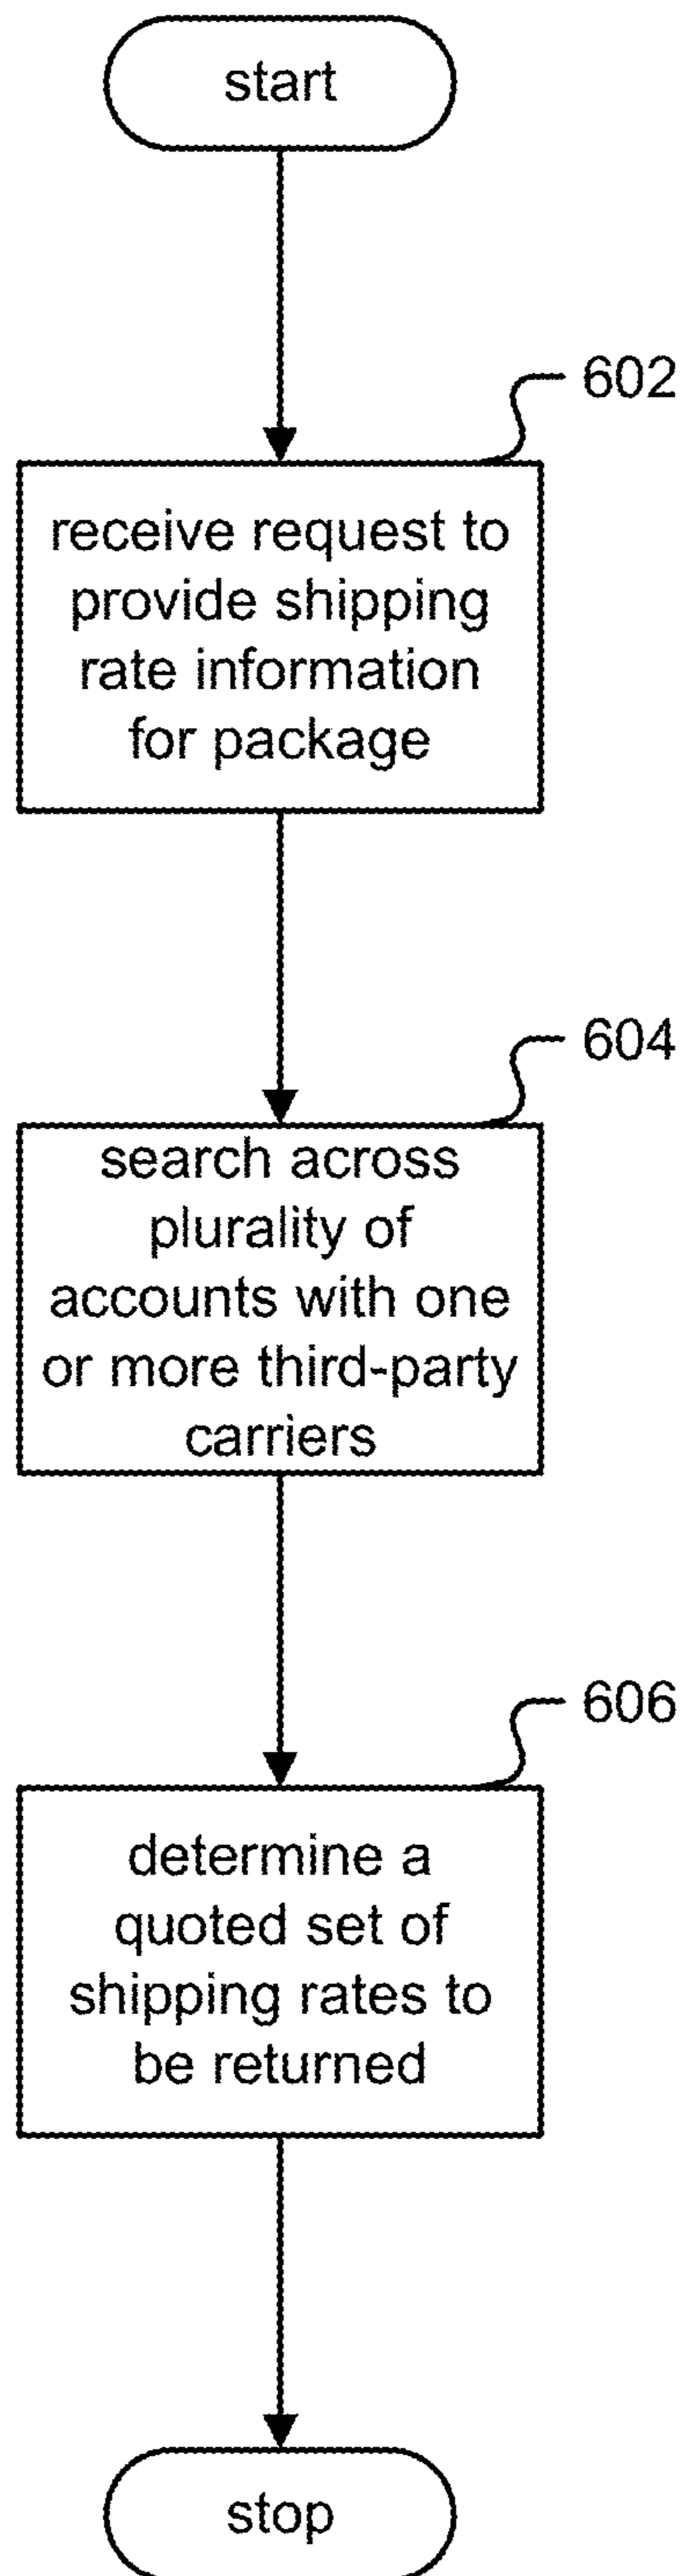 start
602
receive request to
provide shipping
rate information
for package
604
search across
plurality of
accounts with one
or more third-party
carriers
606
determine a
quoted set of
shipping rates to
be returned
stop